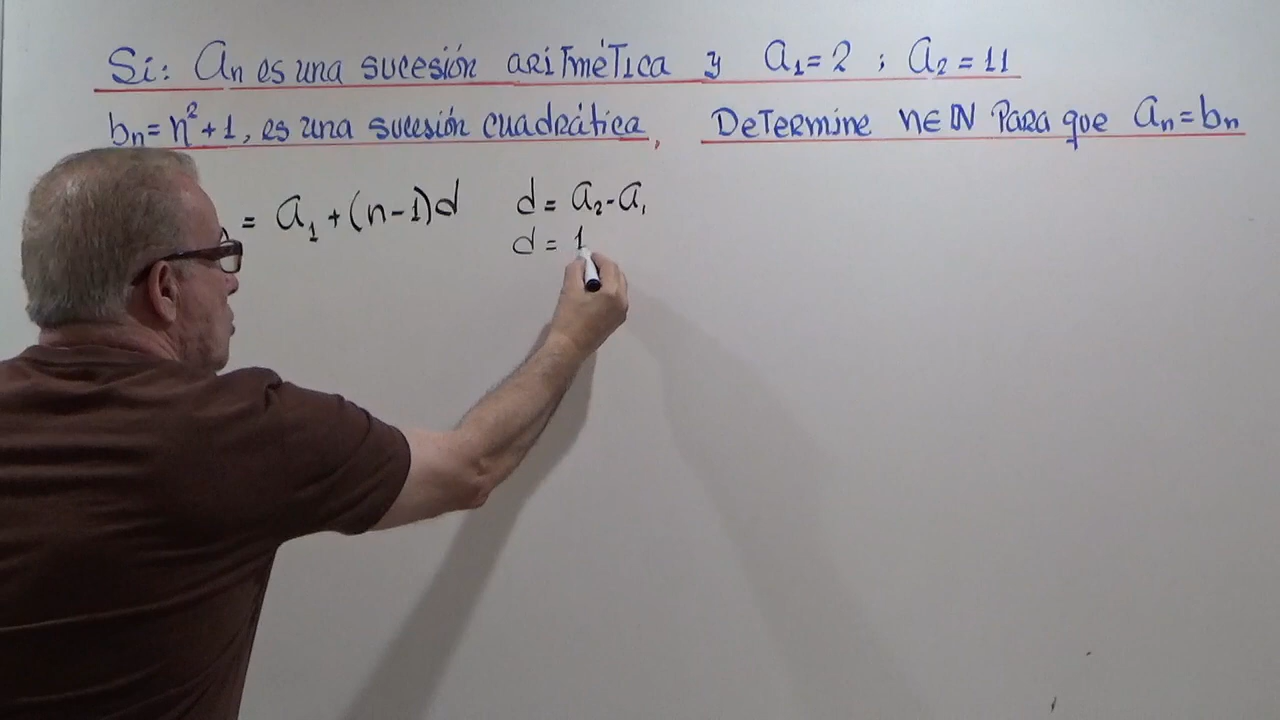 Si: an es una sucesión aritmética y a₁ = 2 ; a₂ = 11
bn = n² + 1, es una sucesión cuadrática, Determine n ∈ ℕ Para que an = bn
= a₁ + (n - 1)d
d = a₂ - a₁
d = 1